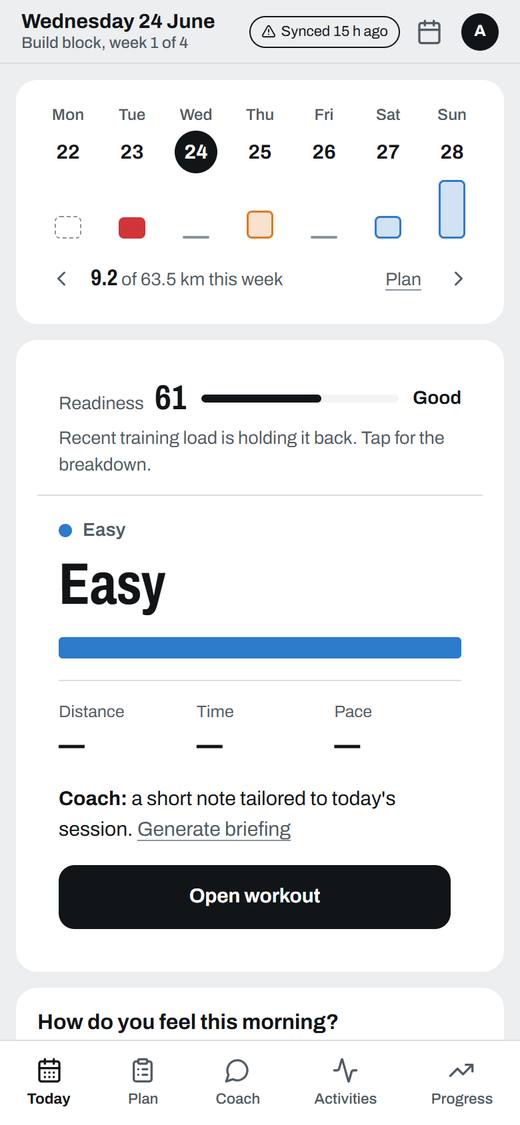 Wednesday 24 June
Build block, week 1 of 4
Synced 15 h ago
A
Mon Tue Wed Thu Fri Sat Sun
22 23 24 25 26 27 28
9.2 of 63.5 km this week
Plan
Readiness 61 Good
Recent training load is holding it back. Tap for the
breakdown.
Easy
Easy
Distance Time Pace
— — —
Coach: a short note tailored to today's
session. Generate briefing
Open workout
How do you feel this morning?
Today Plan Coach Activities Progress